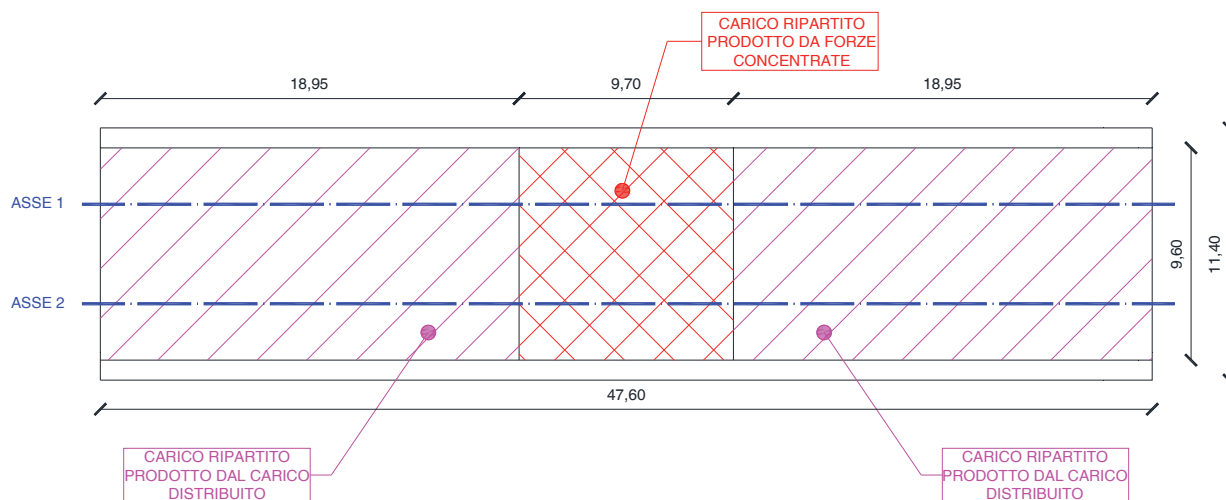 CARICO RIPARTITO
PRODOTTO DA FORZE
CONCENTRATE
18,95
9,70
18,95
ASSE 1
ASSE 2
9,60
11,40
47,60
CARICO RIPARTITO
PRODOTTO DAL CARICO
DISTRIBUITO
CARICO RIPARTITO
PRODOTTO DAL CARICO
DISTRIBUITO